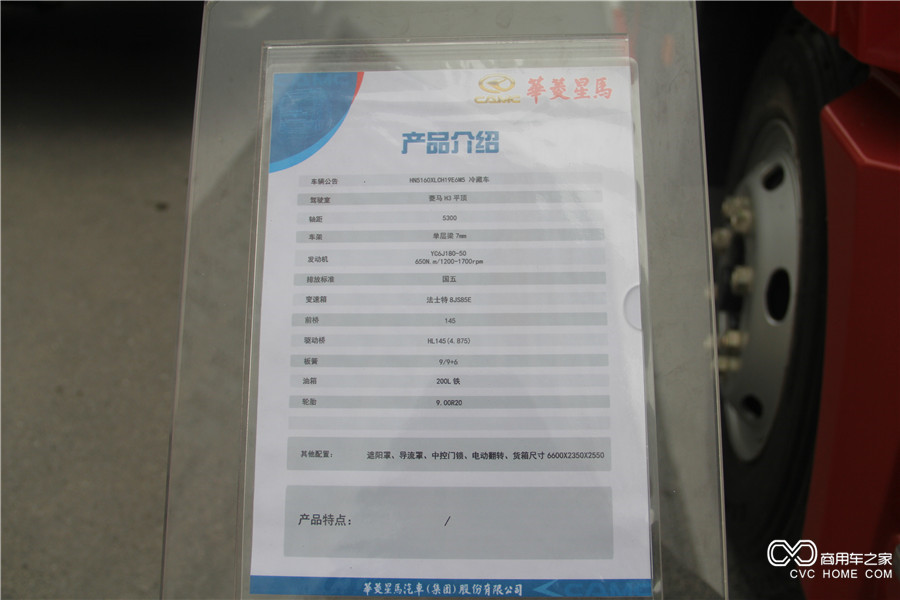 CAMC 華菱星馬
产品介绍
车辆公告 - HN5160XLCH19E6M5 冷藏车
驾驶室 菱马 H3 平顶
轴距 5300
车架 单层梁 7mm
发动机 YC6J180-50
650N.m/1200-1700rpm
排放标准 国五
变速箱 法士特 8JS85E
前桥 145
驱动桥 HL145(4.875)
板簧 9/9+6
油箱 200L 铁
轮胎 9.00R20
其他配置: 遮阳罩、导流罩、中控门锁、电动翻转、货箱尺寸 6600X2350X2550
产品特点: /
華菱星馬汽車(集團)股份有限公司
商用车之家
CVC HOME.COM